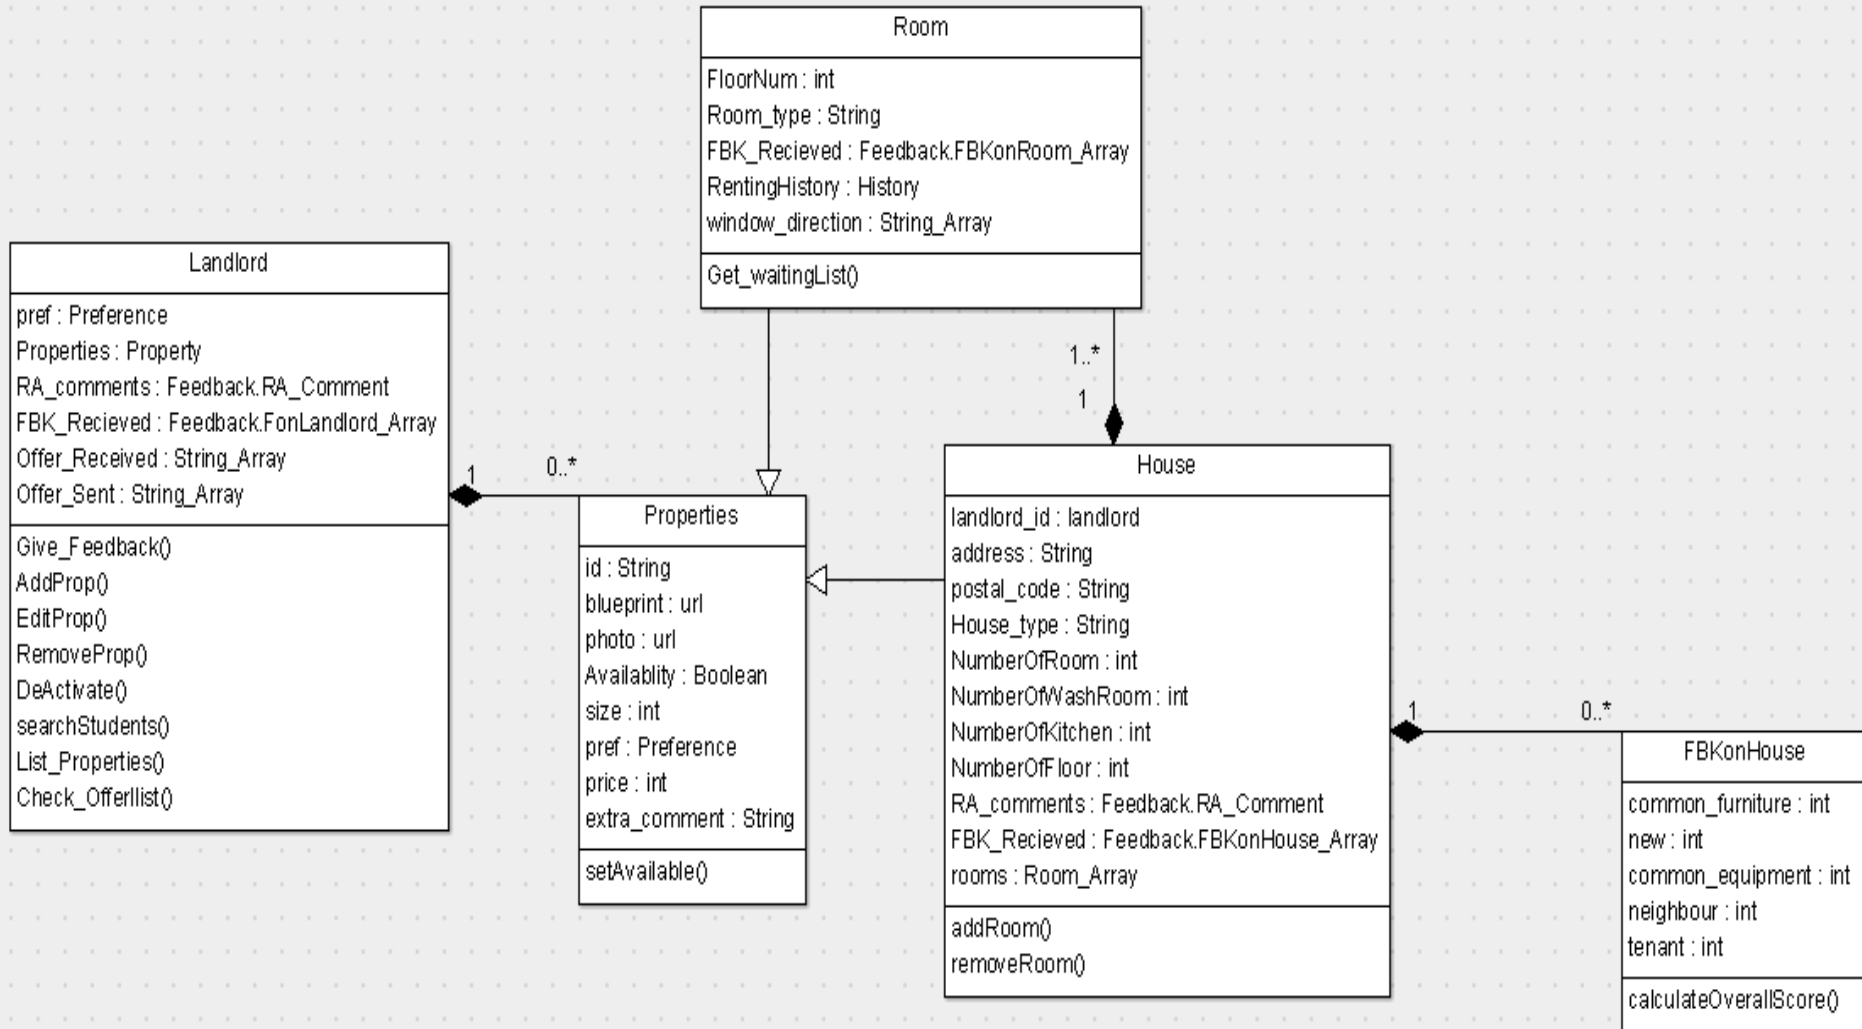 Room
FloorNum : int
Room_type : String
FBK_Recieved : Feedback.FBKonRoom_Array
RentingHistory : History
window_direction : String_Array
Get_waitingList()
Landlord
pref : Preference
Properties : Property
RA_comments : Feedback.RA_Comment
FBK_Recieved : Feedback.FonLandlord_Array
Offer_Received : String_Array
Offer_Sent : String_Array
Give_Feedback()
AddProp()
EditProp()
RemoveProp()
DeActivate()
searchStudents()
List_Properties()
Check_Offerllist()
1
0..*
1..*
1
Properties
id : String
blueprint : url
photo : url
Availablity : Boolean
size : int
pref : Preference
price : int
extra_comment : String
setAvailable()
House
landlord_id : landlord
address : String
postal_code : String
House_type : String
NumberOfRoom : int
NumberOfWashRoom : int
NumberOfKitchen : int
NumberOfFloor : int
RA_comments : Feedback.RA_Comment
FBK_Recieved : Feedback.FBKonHouse_Array
rooms : Room_Array
addRoom()
removeRoom()
1
0..*
FBKonHouse
common_furniture : int
new : int
common_equipment : int
neighbour : int
tenant : int
calculateOverallScore()